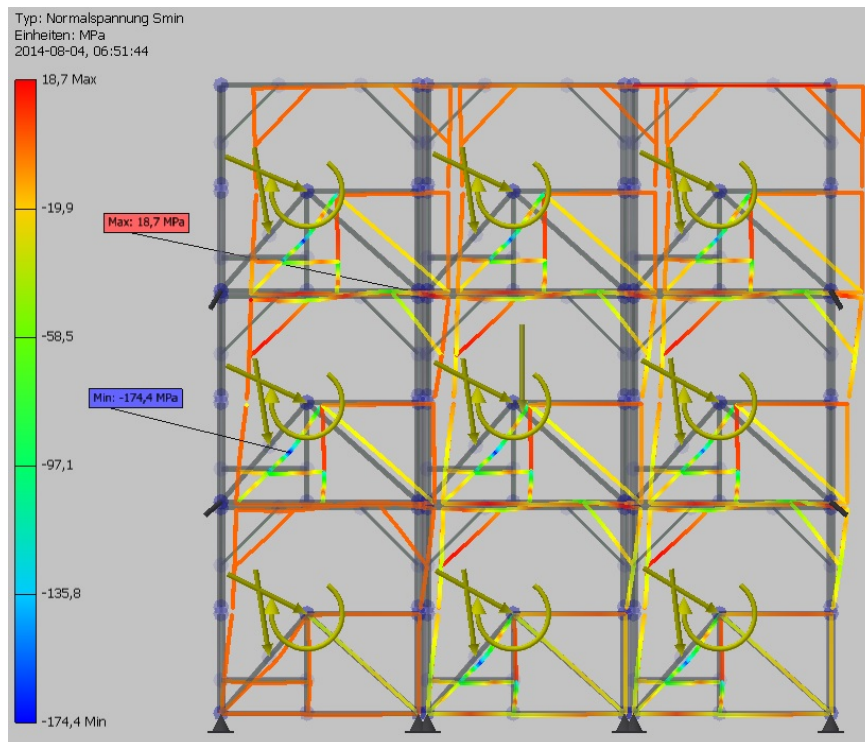 Typ: Normalspannung Smin
Einheiten: MPa
2014-08-04, 06:51:44
18,7 Max
-19,9
Max: 18,7 MPa
-58,5
Min: -174,4 MPa
-97,1
-135,8
-174,4 Min